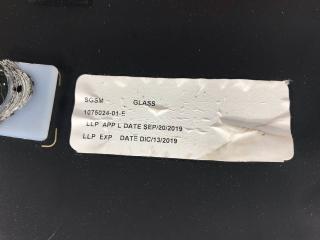 SGSM GLASS
1075024-01-E
LLP APP L DATE SEP/20/2019
LLP EXP DATE DIC/13/2019